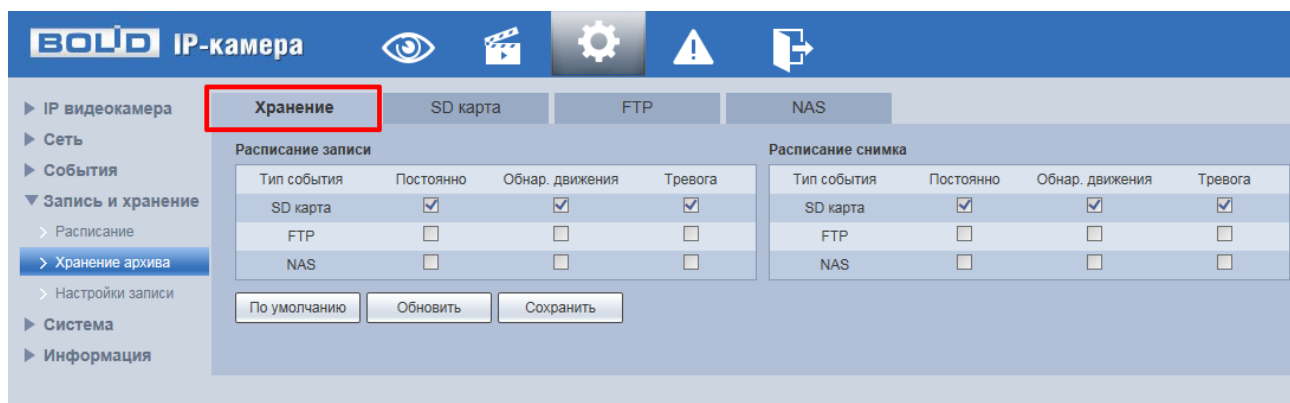 BOLID IP-камера
IP видеокамера
Сеть
События
Запись и хранение
Расписание
Хранение архива
Настройки записи
Система
Информация
Хранение SD карта FTP NAS
Расписание записи
Тип события Постоянно Обнар. движения Тревога
SD карта
FTP
NAS
Расписание снимка
Тип события Постоянно Обнар. движения Тревога
SD карта
FTP
NAS
По умолчанию Обновить Сохранить